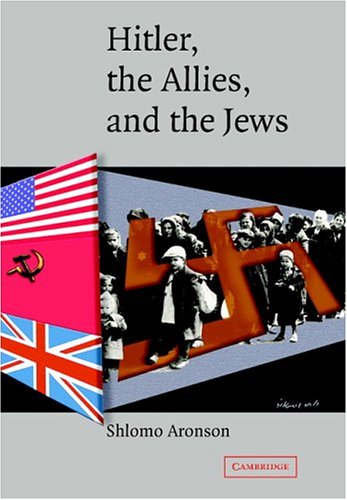 Hitler,
the Allies,
and the Jews
Shlomo Aronson
CAMBRIDGE